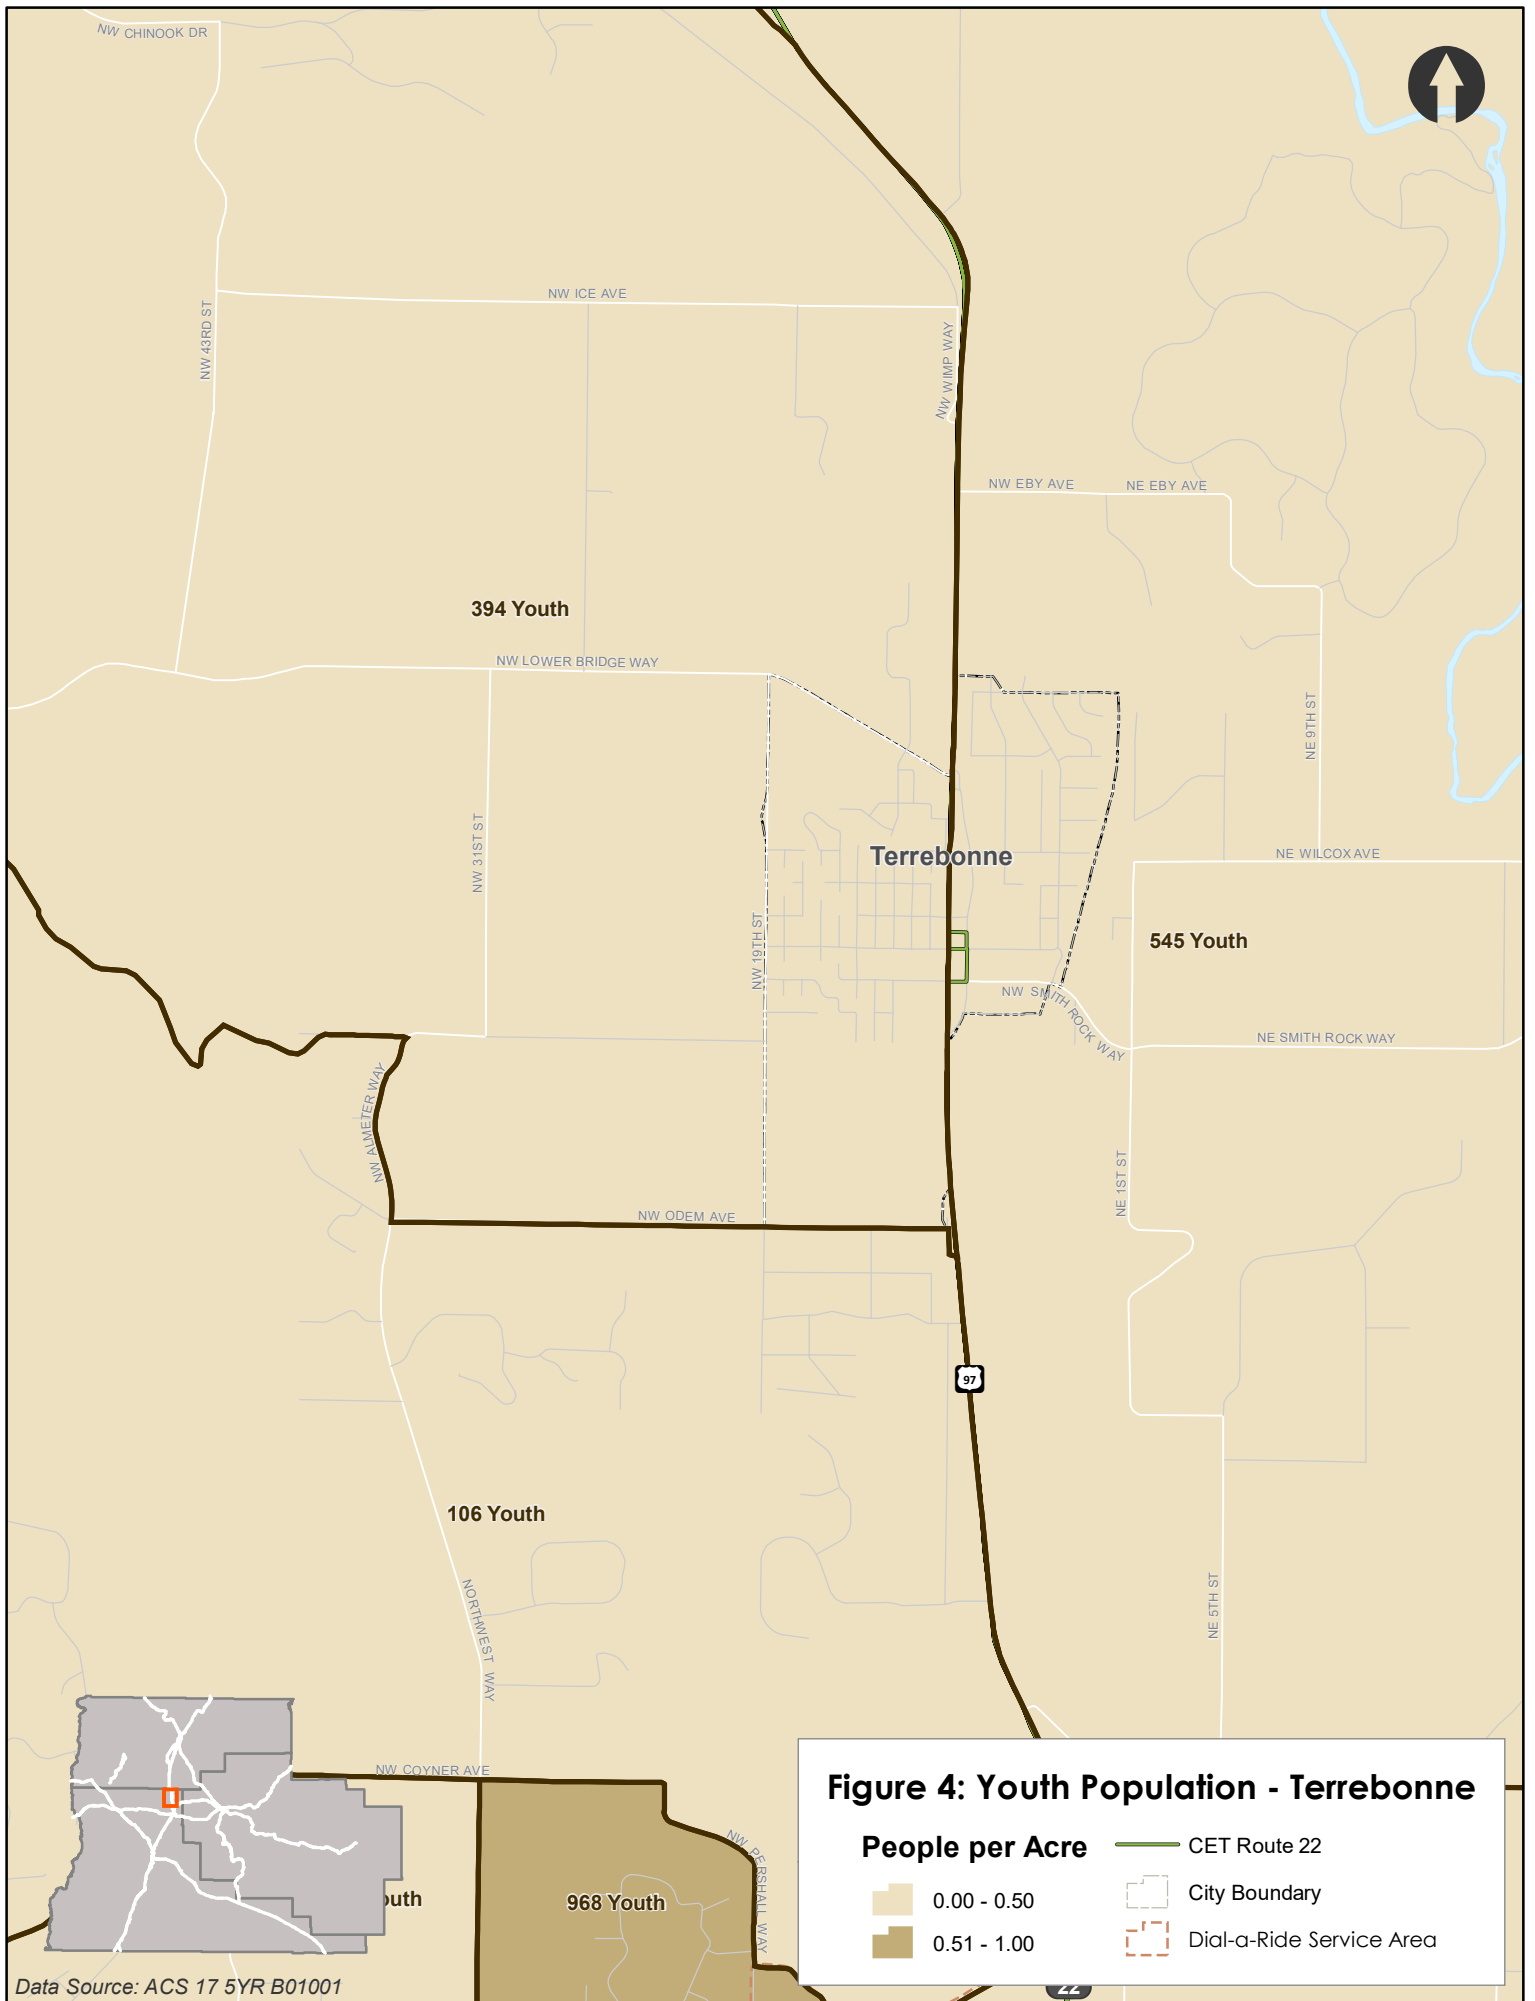 NW CHINOOK DR
NW ICE AVE
NW 43RD ST
NW WIMP WAY
NW EBY AVE
NE EBY AVE
394 Youth
NW LOWER BRIDGE WAY
NE 9TH ST
NW 31ST ST
Terrebonne
NE WILCOX AVE
NW 19TH ST
545 Youth
NW SMITH ROCK WAY
NE SMITH ROCK WAY
NW ALMETER WAY
NE 1ST ST
NW ODEM AVE
97
106 Youth
NORTHWEST WAY
NE 5TH ST
NW COYNER AVE
NW PERSHALL WAY
968 Youth
Figure 4: Youth Population - Terrebonne
People per Acre
0.00 - 0.50
0.51 - 1.00
CET Route 22
City Boundary
Dial-a-Ride Service Area
22
Data Source: ACS 17 5YR B01001